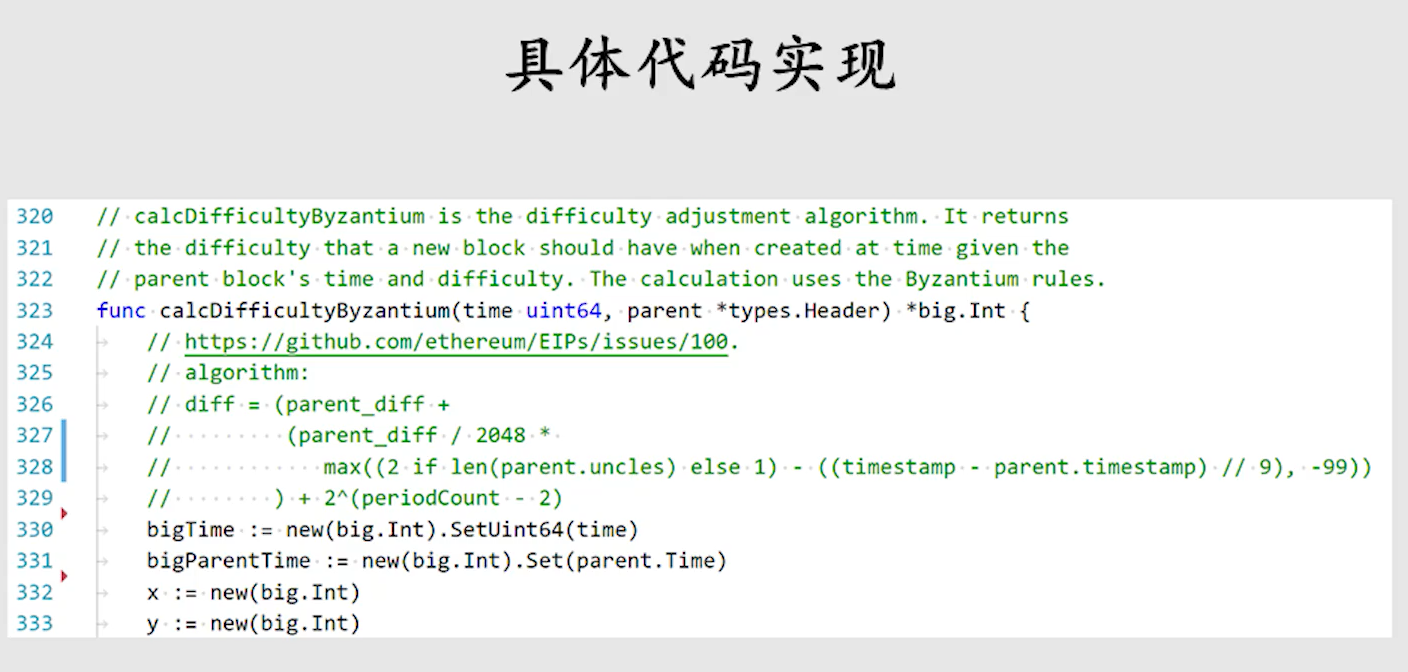 具体代码实现
320 // calcDifficultyByzantium is the difficulty adjustment algorithm. It returns
321 // the difficulty that a new block should have when created at time given the
322 // parent block's time and difficulty. The calculation uses the Byzantium rules.
323 func calcDifficultyByzantium(time uint64, parent *types.Header) *big.Int {
324 // https://github.com/ethereum/EIPs/issues/100.
325 // algorithm:
326 // diff = (parent_diff +
327 // (parent_diff / 2048 *
328 // max((2 if len(parent.uncles) else 1) - ((timestamp - parent.timestamp) // 9), -99))
329 // ) + 2^(periodCount - 2)
330 bigTime := new(big.Int).SetUint64(time)
331 bigParentTime := new(big.Int).Set(parent.Time)
332 x := new(big.Int)
333 y := new(big.Int)